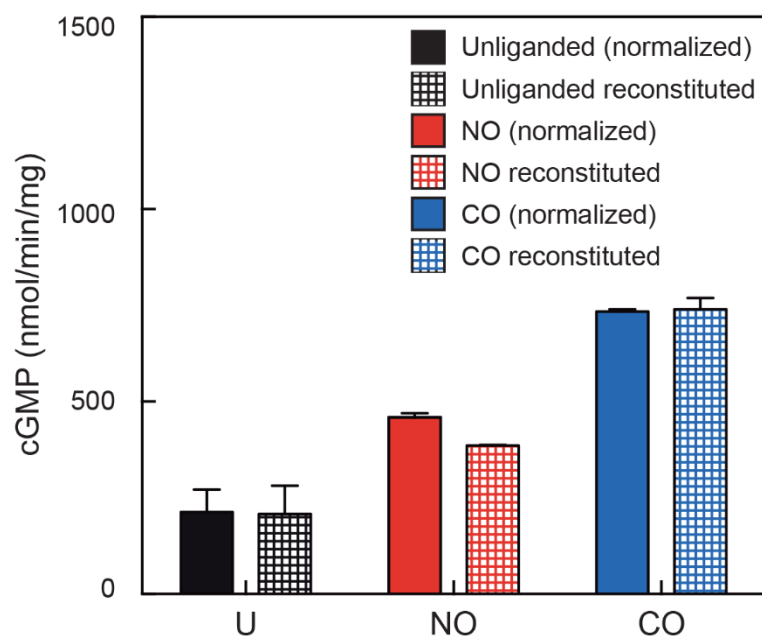 1500
1000
500
0
cGMP (nmol/min/mg)
Unliganded (normalized)
Unliganded reconstituted
NO (normalized)
NO reconstituted
CO (normalized)
CO reconstituted
U
NO
CO